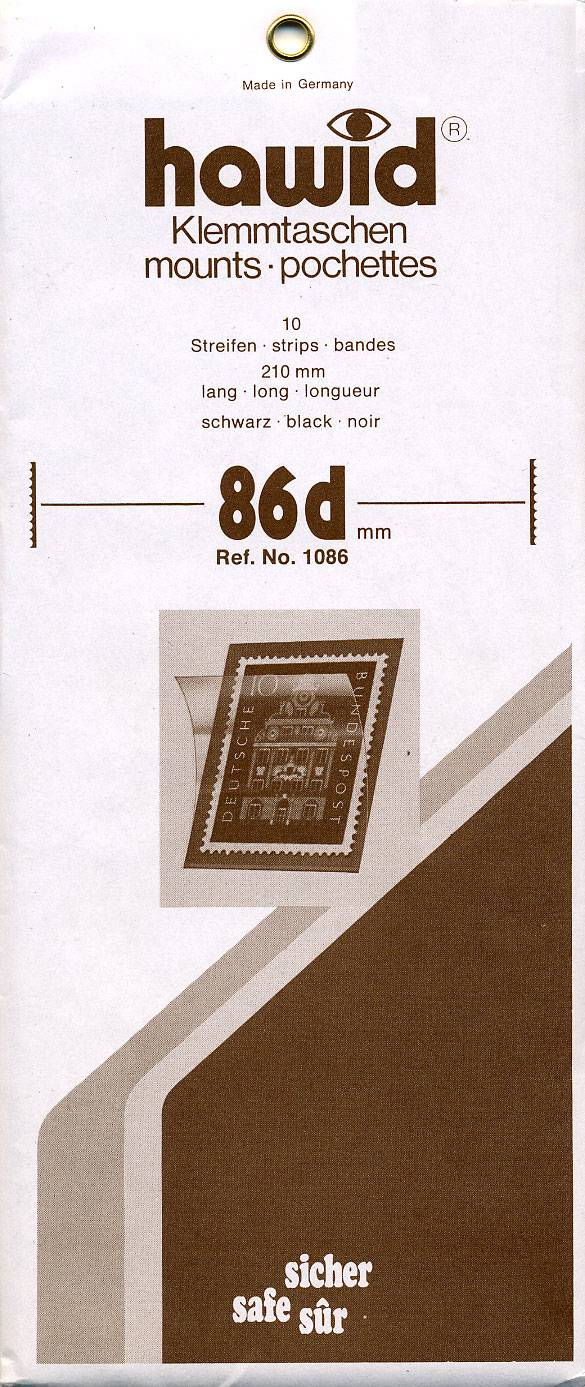 Made in Germany
hawid ®
Klemmtaschen
mounts · pochettes
10
Streifen · strips · bandes
210 mm
lang · long · longueur
schwarz · black · noir
86d mm
Ref. No. 1086
10
DEUTSCHE
BUNDESPOST
sicher
safe sûr